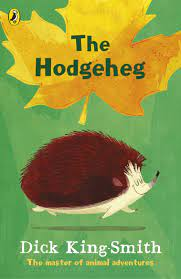 The
Hodgeheg
Dick King-Smith
The master of animal adventures